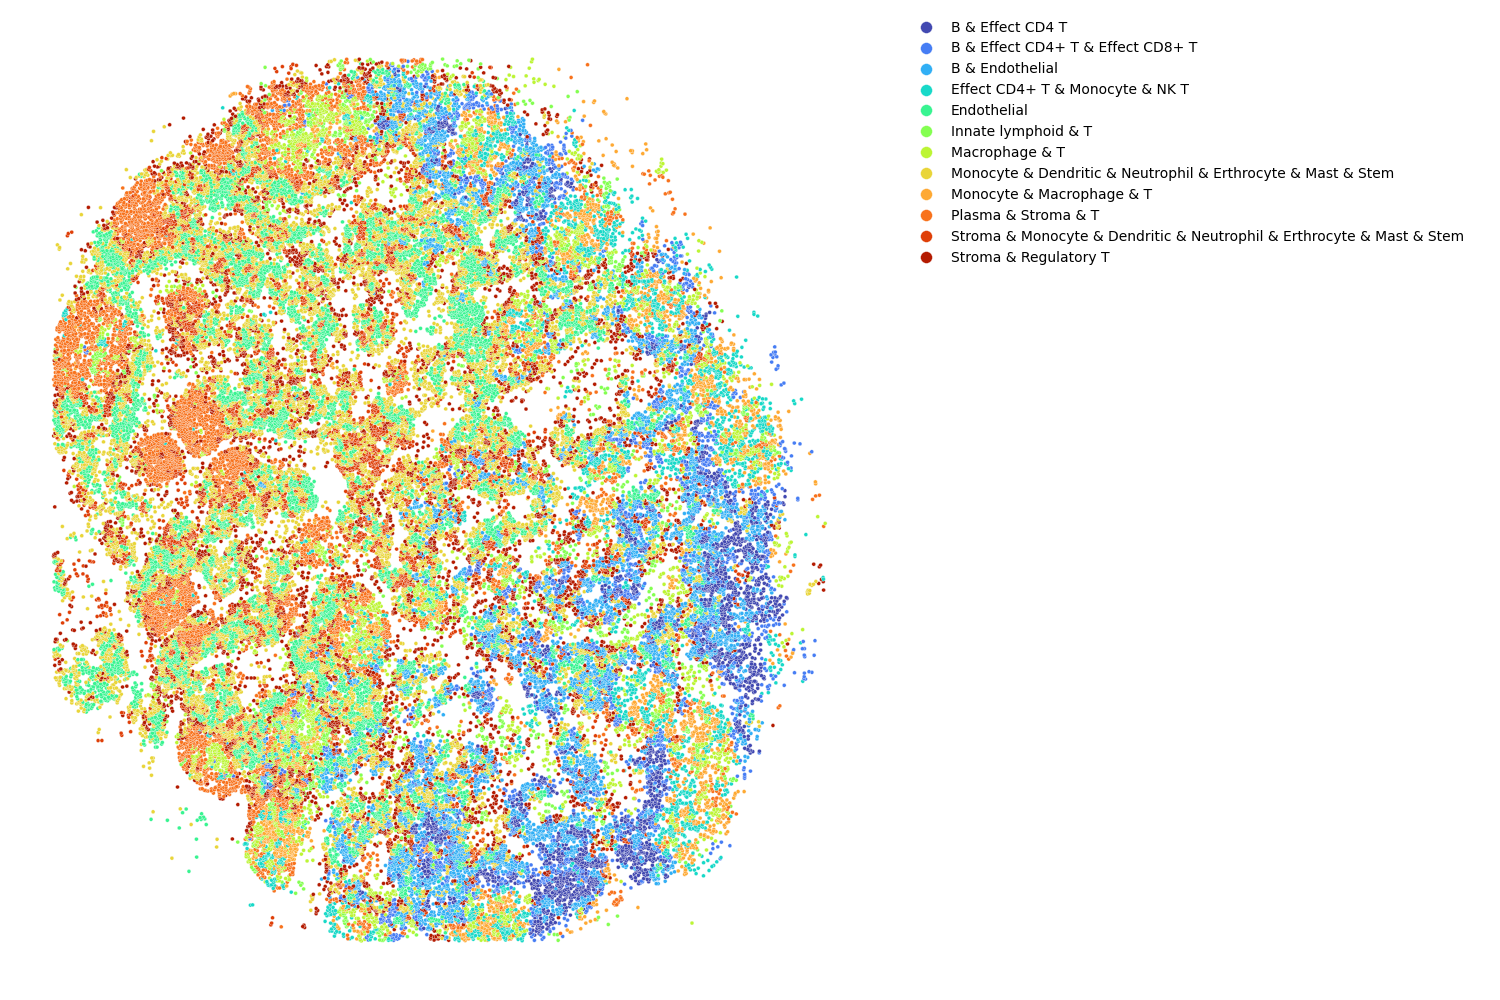 B & Effect CD4 T
B & Effect CD4+ T & Effect CD8+ T
B & Endothelial
Effect CD4+ T & Monocyte & NK T
Endothelial
Innate lymphoid & T
Macrophage & T
Monocyte & Dendritic & Neutrophil & Erthrocyte & Mast & Stem
Monocyte & Macrophage & T
Plasma & Stroma & T
Stroma & Monocyte & Dendritic & Neutrophil & Erthrocyte & Mast & Stem
Stroma & Regulatory T